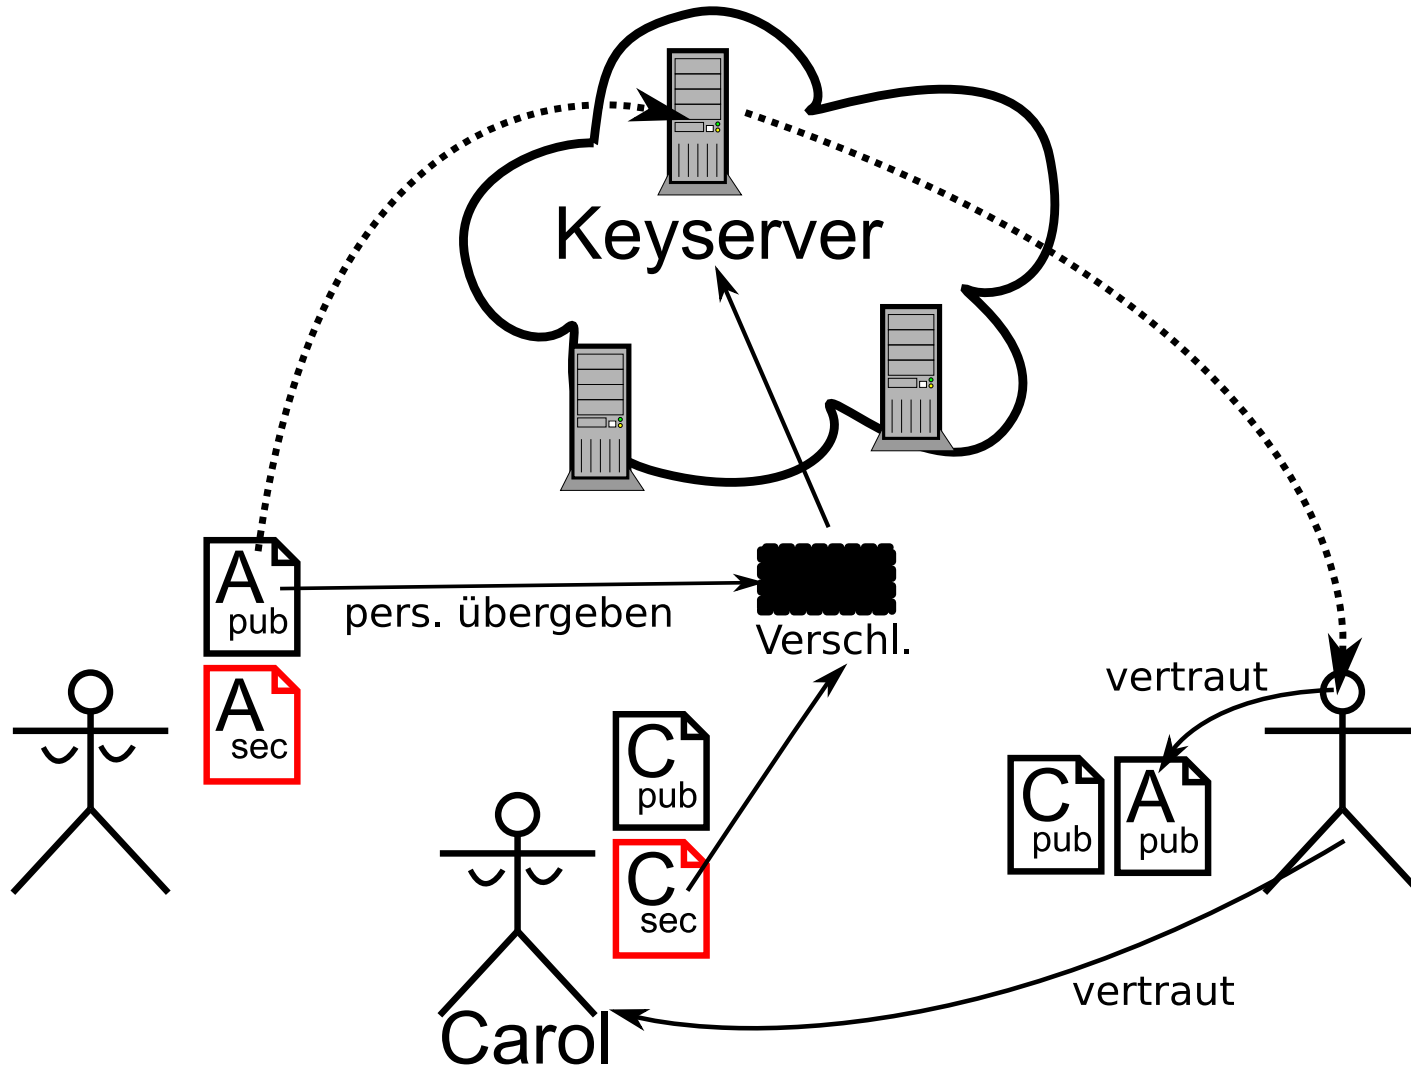 Keyserver
A
pub
pers. übergeben
Verschl.
A
sec
C
pub
C
sec
Carol
vertraut
C
pub
A
pub
vertraut